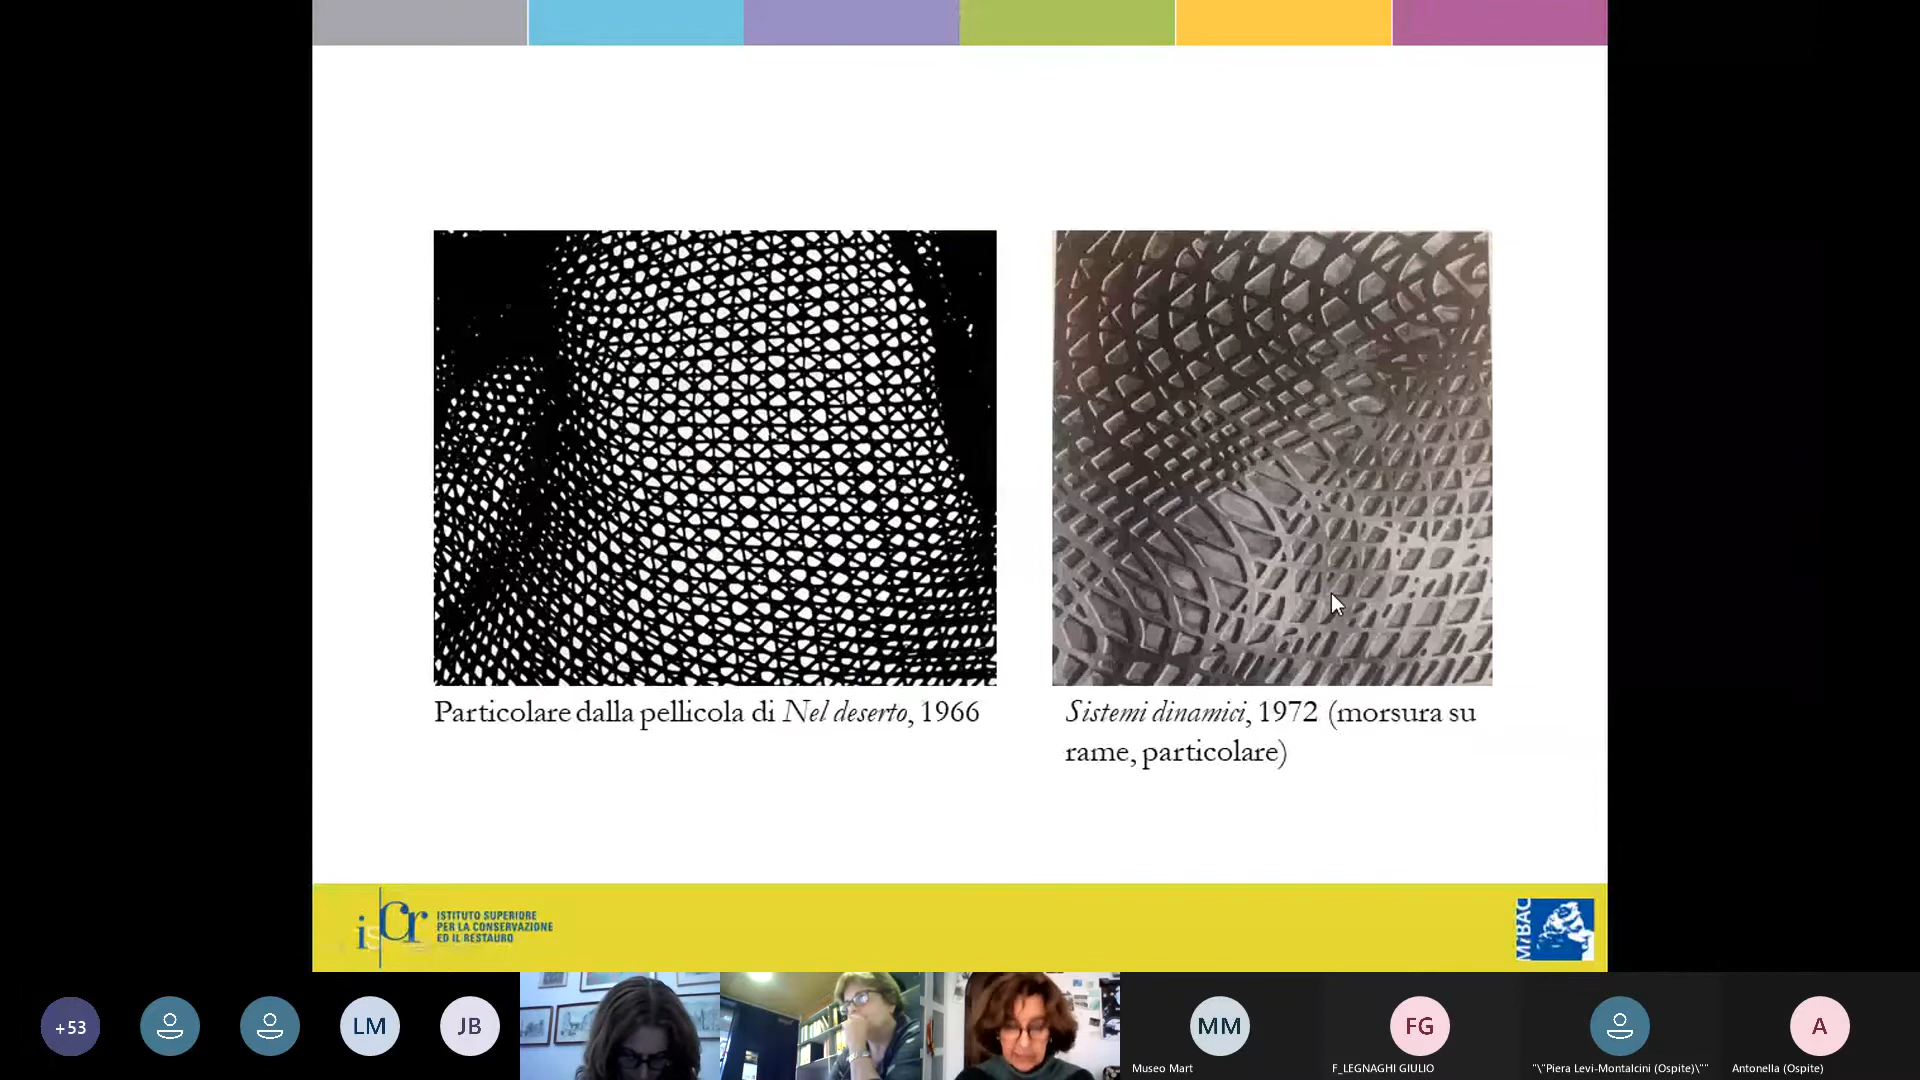 Particolare dalla pellicola di Nel deserto, 1966
Sistemi dinamici, 1972 (morsura su
rame, particolare)
iscr
ISTITUTO SUPERIORE
PER LA CONSERVAZIONE
ED IL RESTAURO
MiBAC
+53
LM
JB
MM
FG
A
Museo Mart
F_LEGNAGHI GIULIO
"\"Piera Levi-Montalcini (Ospite)\""
Antonella (Ospite)